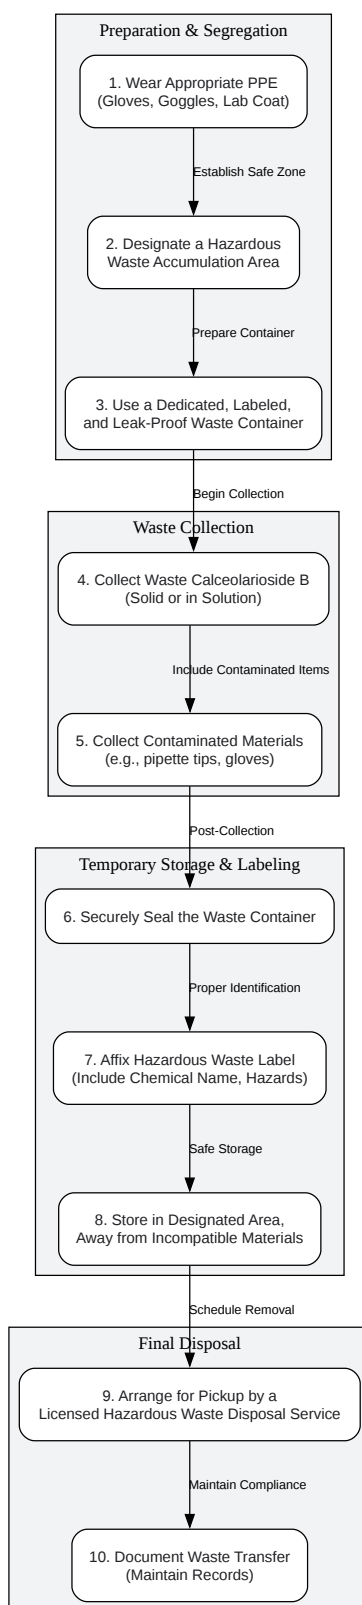 Preparation & Segregation
1. Wear Appropriate PPE
(Gloves, Goggles, Lab Coat)
Establish Safe Zone
2. Designate a Hazardous
Waste Accumulation Area
Prepare Container
3. Use a Dedicated, Labeled,
and Leak-Proof Waste Container
Begin Collection
Waste Collection
4. Collect Waste Calceolarioside B
(Solid or in Solution)
Include Contaminated Items
5. Collect Contaminated Materials
(e.g., pipette tips, gloves)
Post-Collection
Temporary Storage & Labeling
6. Securely Seal the Waste Container
Proper Identification
7. Affix Hazardous Waste Label
(Include Chemical Name, Hazards)
Safe Storage
8. Store in Designated Area,
Away from Incompatible Materials
Schedule Removal
Final Disposal
9. Arrange for Pickup by a
Licensed Hazardous Waste Disposal Service
Maintain Compliance
10. Document Waste Transfer
(Maintain Records)